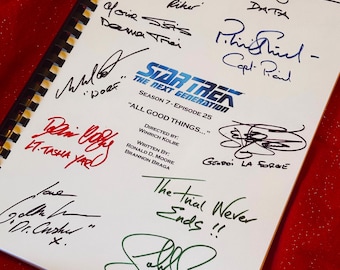 Riker
DATA
Marina Sirtis
Deanna Troi
Capt. Picard
"WORF"
STAR TREK
THE NEXT GENERATION
SEASON 7 - EPISODE 25
"ALL GOOD THINGS..."
DIRECTED BY:
WINRICH KOLBE
WRITTEN BY:
RONALD D. MOORE
BRANNON BRAGA
LT. TASHA YAR
GEORDI LA FORGE
Love
"Dr. Crusher"
x.
The Trial Never
Ends!!